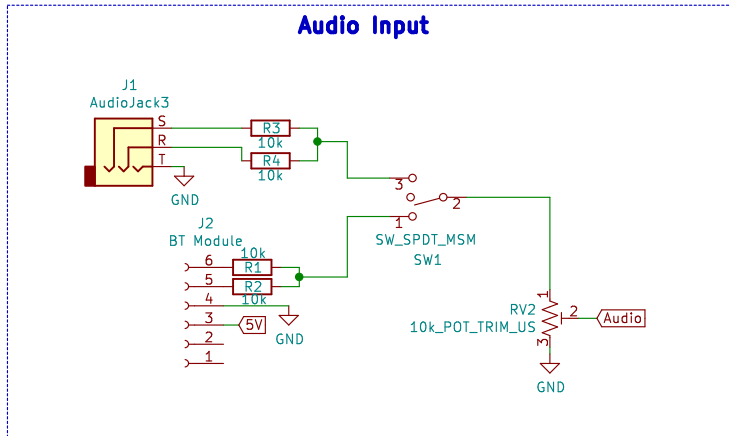 Audio Input
J1
AudioJack3
S
R
T
R3
10k
R4
10k
GND
3
2
1
SW_SPDT_MSM
SW1
J2
BT Module
10k
6
R1
5
R2
10k
4
3
5V
GND
2
1
1
RV2
10k_POT_TRIM_US
2
Audio
3
GND